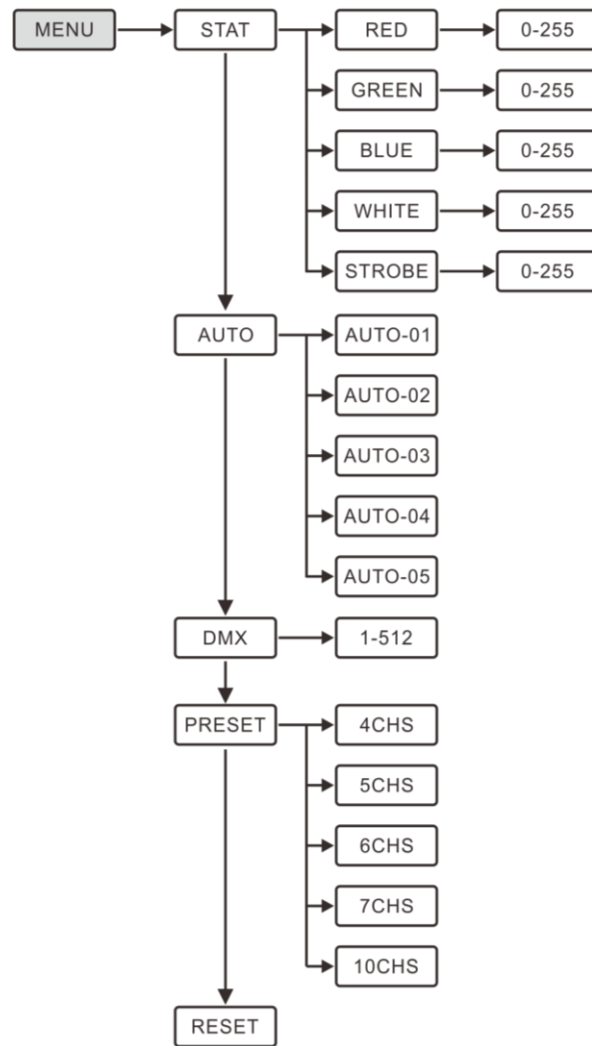 MENU STAT RED 0-255
GREEN 0-255
BLUE 0-255
WHITE 0-255
STROBE 0-255
AUTO AUTO-01
AUTO-02
AUTO-03
AUTO-04
AUTO-05
DMX 1-512
PRESET 4CHS
5CHS
6CHS
7CHS
10CHS
RESET